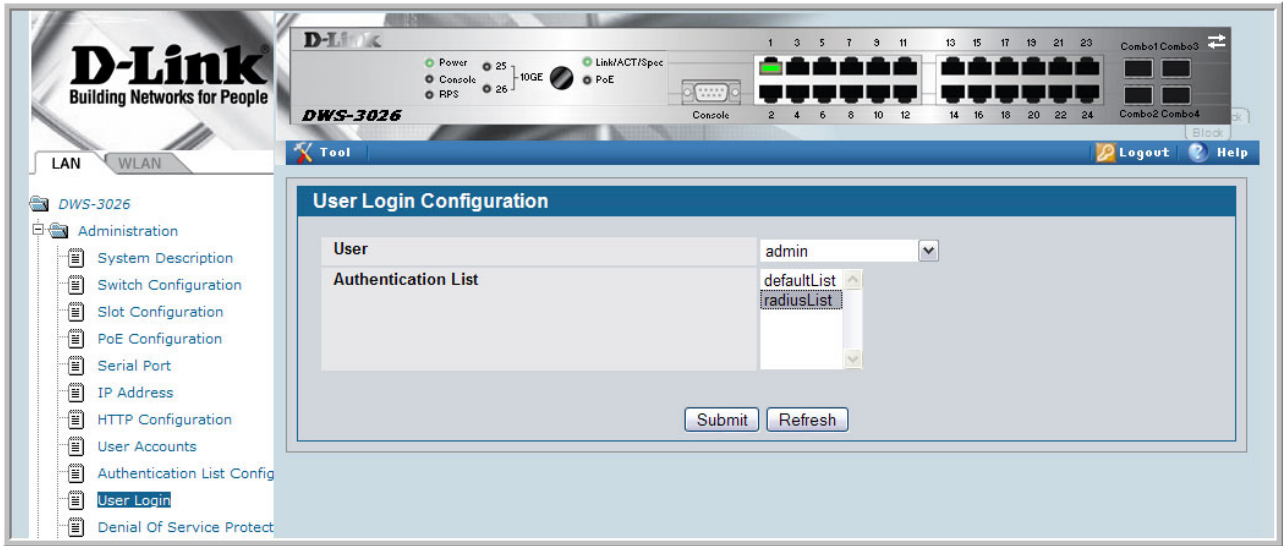 D-Link
Building Networks for People
D-Link
Power
Console
RPS
25
26
10GE
Link/ACT/Spec
PoE
DWS-3026
Console
1 3 5 7 9 11 13 15 17 19 21 23
2 4 6 8 10 12 14 16 18 20 22 24
Combo1 Combo3
Combo2 Combo4
Block
Tool
Logout
Help
LAN
WLAN
DWS-3026
Administration
System Description
Switch Configuration
Slot Configuration
PoE Configuration
Serial Port
IP Address
HTTP Configuration
User Accounts
Authentication List Config
User Login
Denial Of Service Protect
User Login Configuration
User
admin
Authentication List
defaultList
radiusList
Submit
Refresh